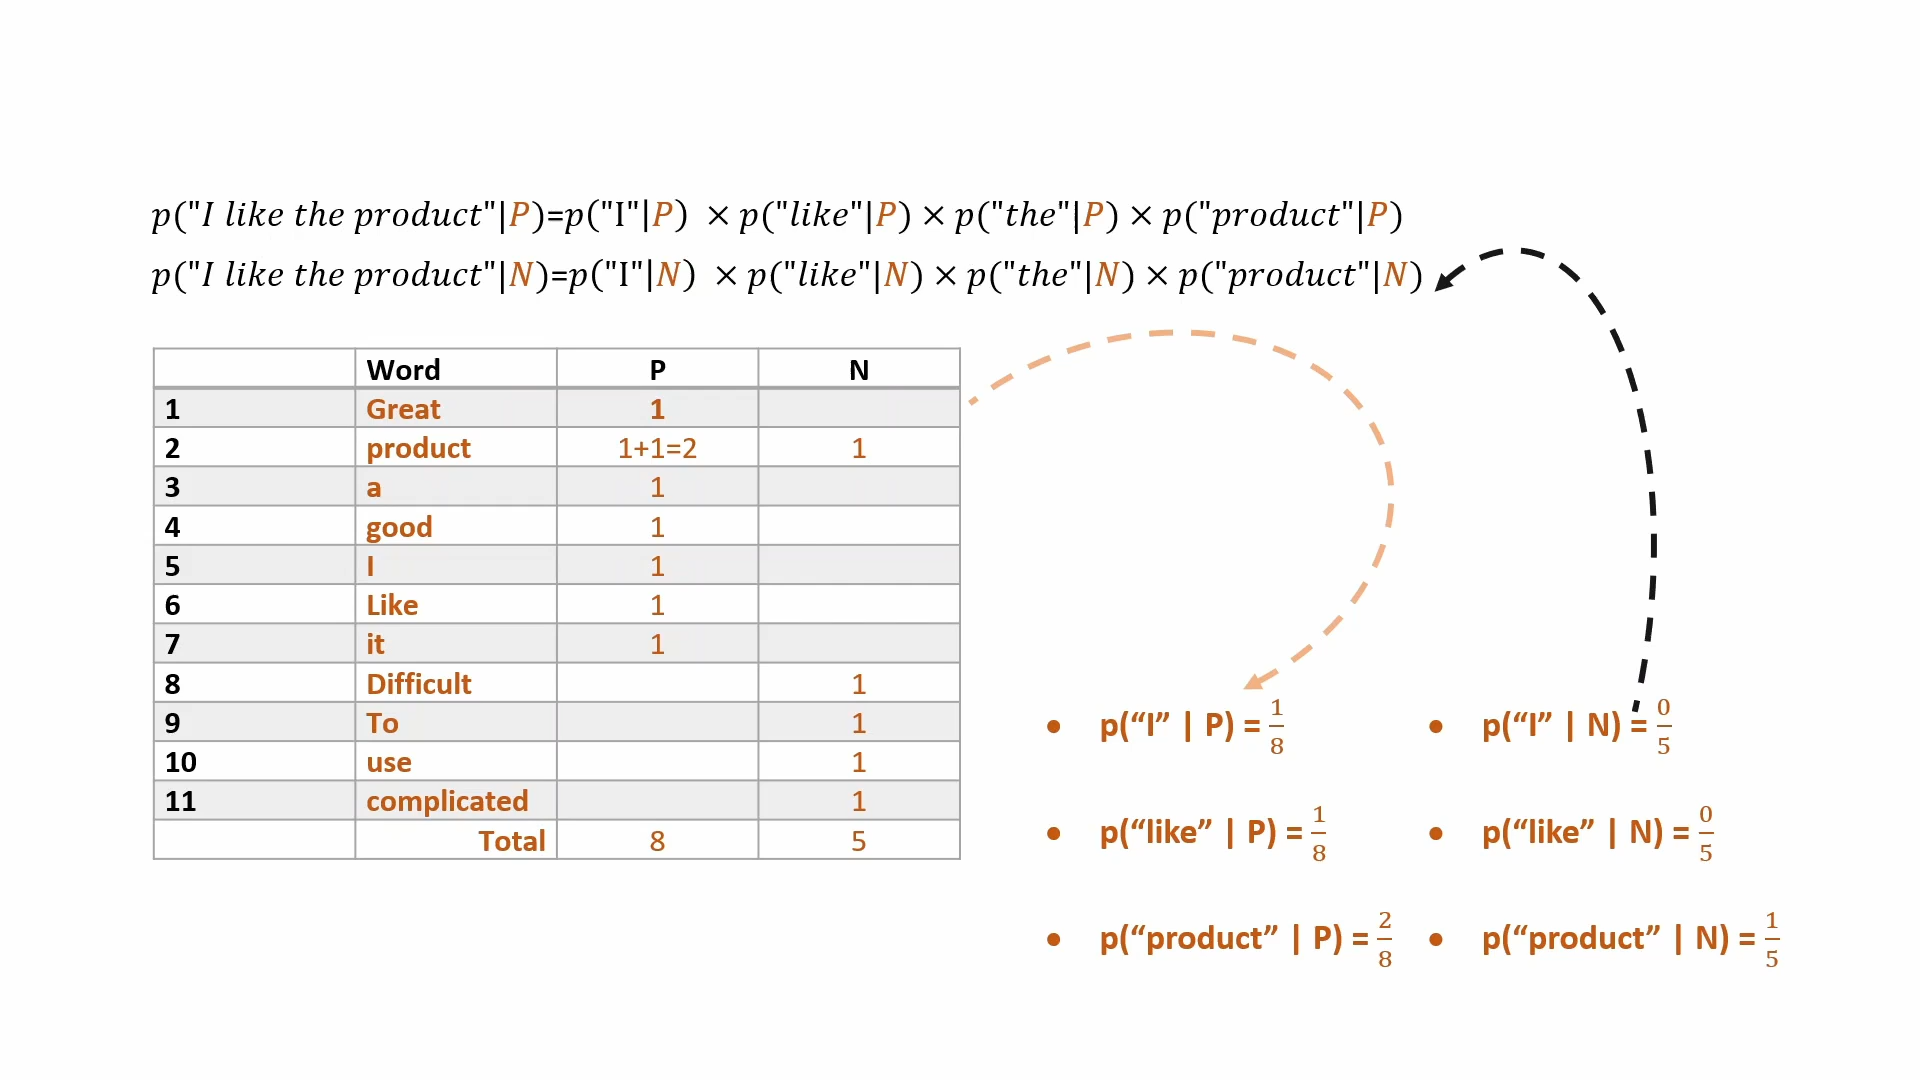 p("I like the product"|P)=p("I"|P) × p("like"|P) × p("the"|P) × p("product"|P)
p("I like the product"|N)=p("I"|N) × p("like"|N) × p("the"|N) × p("product"|N)
Word P N
1 Great 1
2 product 1+1=2 1
3 a 1
4 good 1
5 I 1
6 Like 1
7 it 1
8 Difficult 1
9 To 1
10 use 1
11 complicated 1
Total 8 5
• p(“I” | P) = 1/8 • p(“I” | N) = 0/5
• p(“like” | P) = 1/8 • p(“like” | N) = 0/5
• p(“product” | P) = 2/8 • p(“product” | N) = 1/5